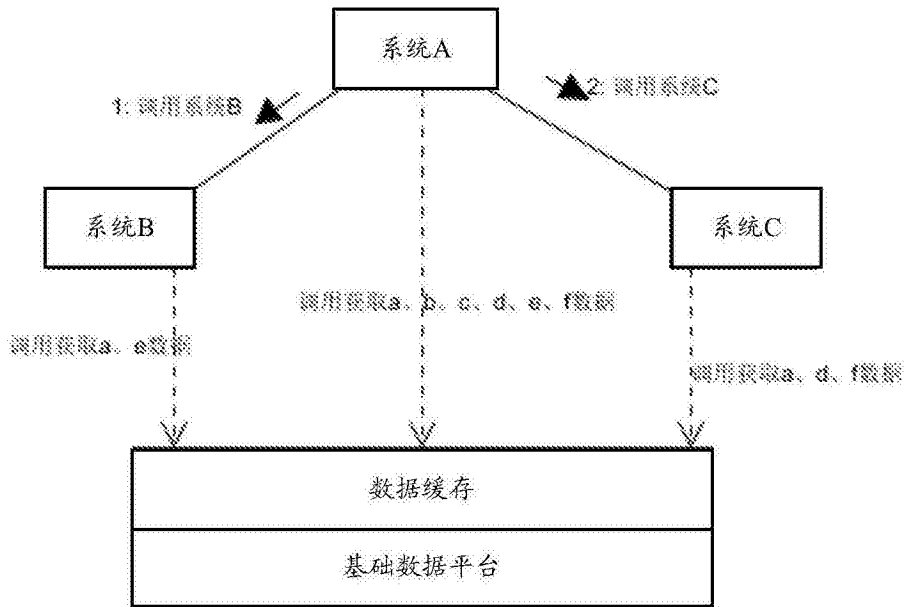 系统A
1: 调用系统B
2: 调用系统C
系统B
系统C
调用获取a、b、c、d、e、f数据
调用获取a、e数据
调用获取a、d、f数据
数据缓存
基础数据平台